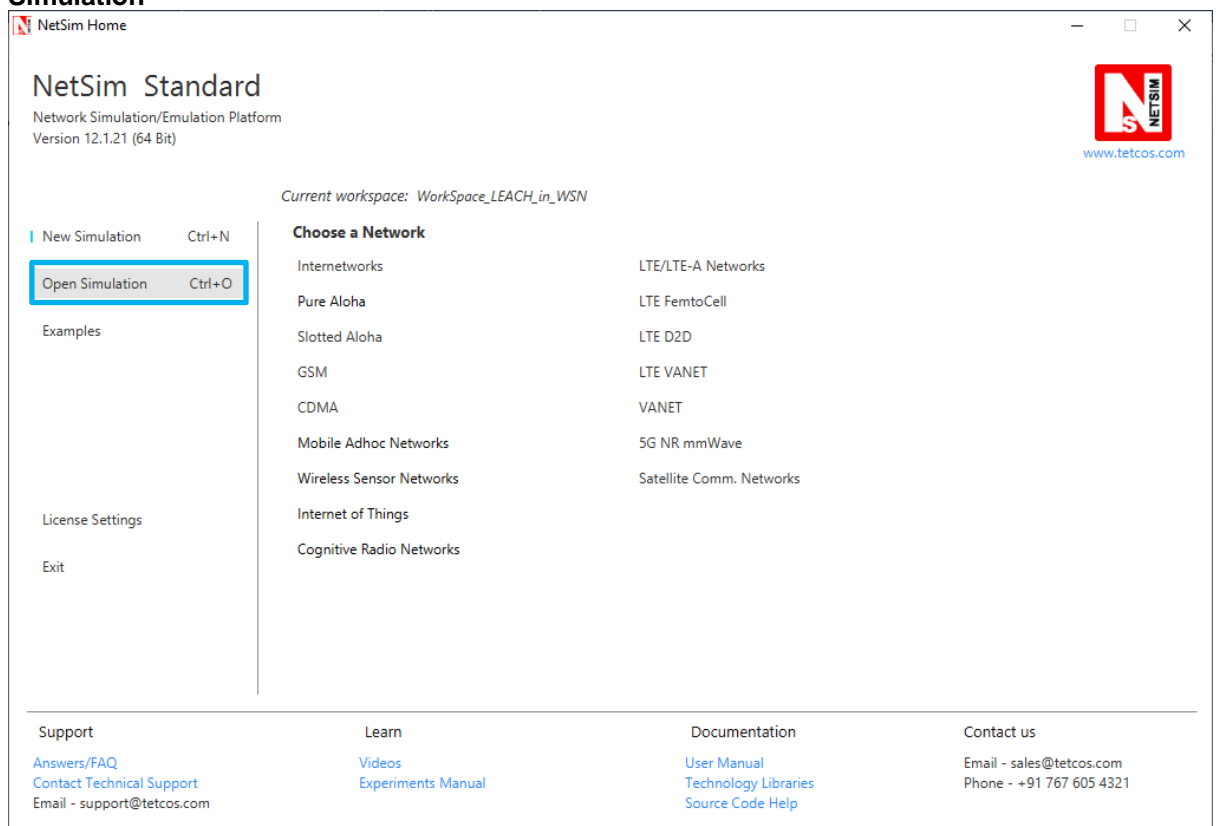 Simulation
NetSim Home
NetSim Standard
Network Simulation/Emulation Platform
Version 12.1.21 (64 Bit)
NETSIM
www.tetcos.com
Current workspace: WorkSpace_LEACH_in_WSN
New Simulation Ctrl+N
Open Simulation Ctrl+O
Examples
License Settings
Exit
Choose a Network
Internetworks
Pure Aloha
Slotted Aloha
GSM
CDMA
Mobile Adhoc Networks
Wireless Sensor Networks
Internet of Things
Cognitive Radio Networks
LTE/LTE-A Networks
LTE FemtoCell
LTE D2D
LTE VANET
VANET
5G NR mmWave
Satellite Comm. Networks
Support
Answers/FAQ
Contact Technical Support
Email - support@tetcos.com
Learn
Videos
Experiments Manual
Documentation
User Manual
Technology Libraries
Source Code Help
Contact us
Email - sales@tetcos.com
Phone - +91 767 605 4321